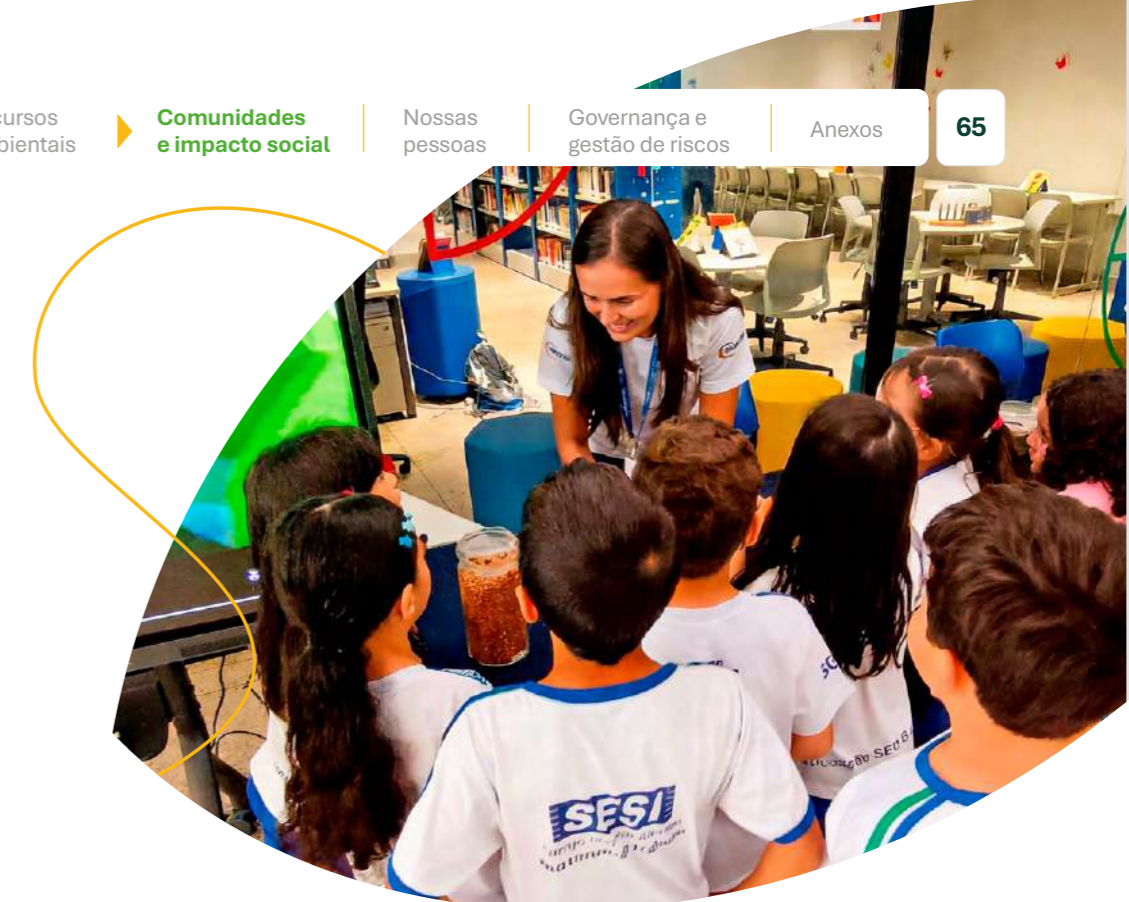 cursos
bientais
Comunidades
e impacto social
Nossas
pessoas
Governança e
gestão de riscos
Anexos
65
SESI